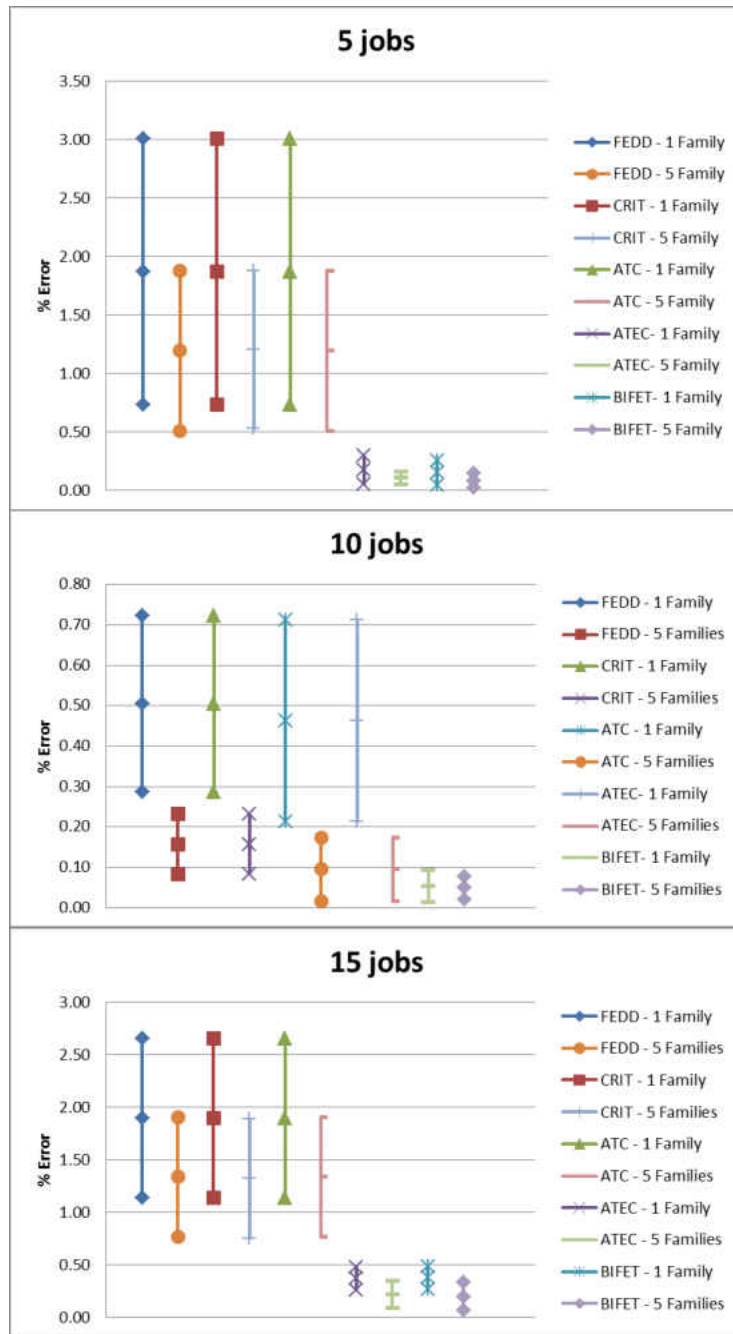 5 jobs
3.50
3.00
2.50
2.00
1.50
1.00
0.50
0.00
% Error
FEDD - 1 Family
FEDD - 5 Family
CRIT - 1 Family
CRIT - 5 Family
ATC - 1 Family
ATC - 5 Family
ATEC- 1 Family
ATEC- 5 Family
BIFET- 1 Family
BIFET- 5 Family
10 jobs
0.80
0.70
0.60
0.50
0.40
0.30
0.20
0.10
0.00
% Error
FEDD - 1 Family
FEDD - 5 Families
CRIT - 1 Family
CRIT - 5 Families
ATC - 1 Family
ATC - 5 Families
ATEC- 1 Family
ATEC- 5 Families
BIFET- 1 Family
BIFET- 5 Families
15 jobs
3.00
2.50
2.00
1.50
1.00
0.50
0.00
% Error
FEDD - 1 Family
FEDD - 5 Families
CRIT - 1 Family
CRIT - 5 Families
ATC - 1 Family
ATC - 5 Families
ATEC - 1 Family
ATEC - 5 Families
BIFET - 1 Family
BIFET - 5 Families